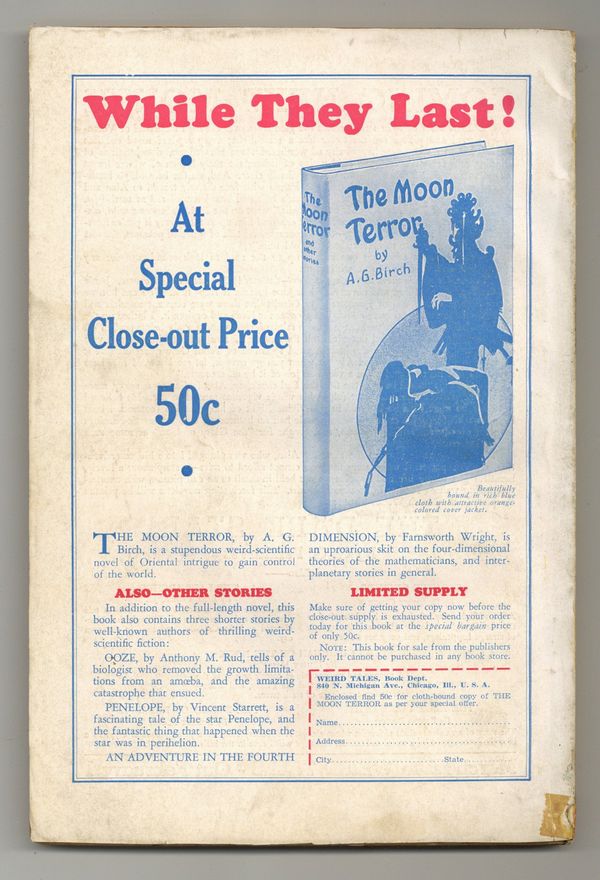 While They Last!
At
Special
Close-out Price
50c
The
Moon
Terror
and
other
stories
The Moon
Terror
by
A.G. Birch
Beautifully
bound in rich blue
cloth with attractive orange-
colored cover jacket.
THE MOON TERROR, by A. G.
Birch, is a stupendous weird-scientific
novel of Oriental intrigue to gain control
of the world.
ALSO—OTHER STORIES
In addition to the full-length novel, this
book also contains three shorter stories by
well-known authors of thrilling weird-
scientific fiction:
OOZE, by Anthony M. Rud, tells of a
biologist who removed the growth limita-
tions from an amœba, and the amazing
catastrophe that ensued.
PENELOPE, by Vincent Starrett, is a
fascinating tale of the star Penelope, and
the fantastic thing that happened when the
star was in perihelion.
AN ADVENTURE IN THE FOURTH
DIMENSION, by Farnsworth Wright, is
an uproarious skit on the four-dimensional
theories of the mathematicians, and inter-
planetary stories in general.
LIMITED SUPPLY
Make sure of getting your copy now before the
close-out supply is exhausted. Send your order
today for this book at the special bargain price
of only 50c.
NOTE: This book for sale from the publishers
only. It cannot be purchased in any book store.
WEIRD TALES, Book Dept.
840 N. Michigan Ave., Chicago, Ill., U. S. A.
Enclosed find 50c for cloth-bound copy of THE
MOON TERROR as per your special offer.
Name
Address
City State